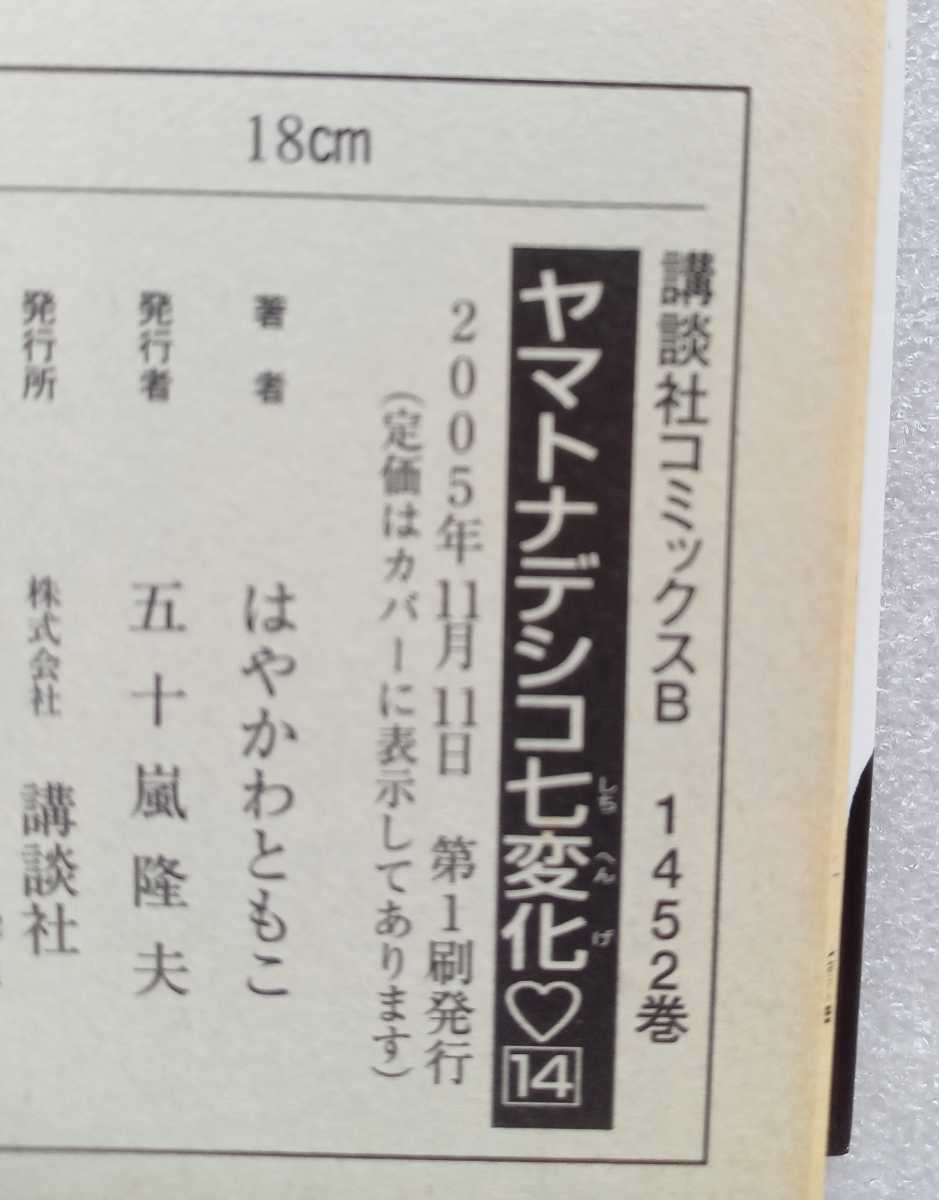 18cm
講談社コミックスB 1452巻
ヤマトナデシコ七変化♡14
しちへんげ
2005年11月11日 第1刷発行
(定価はカバーに表示してあります)
著者 はやかわともこ
発行者 五十嵐隆夫
発行所 株式会社 講談社